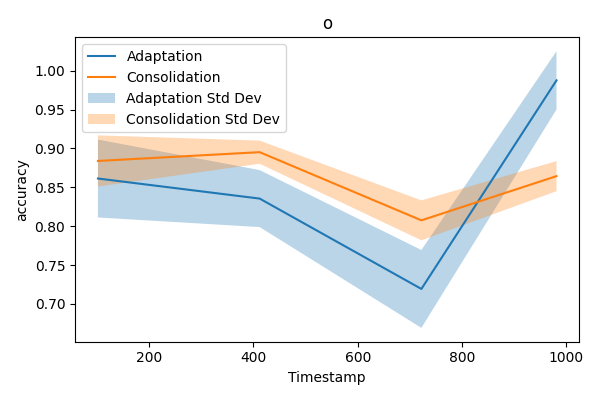 o
Adaptation
Consolidation
Adaptation Std Dev
Consolidation Std Dev
accuracy
1.00
0.95
0.90
0.85
0.80
0.75
0.70
200
400
600
800
1000
Timestamp